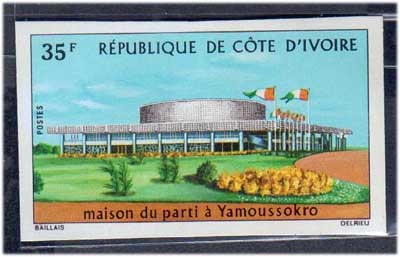 35F RÉPUBLIQUE DE CÔTE D'IVOIRE
POSTES
maison du parti à Yamoussokro
BAILLAIS DELRIEU